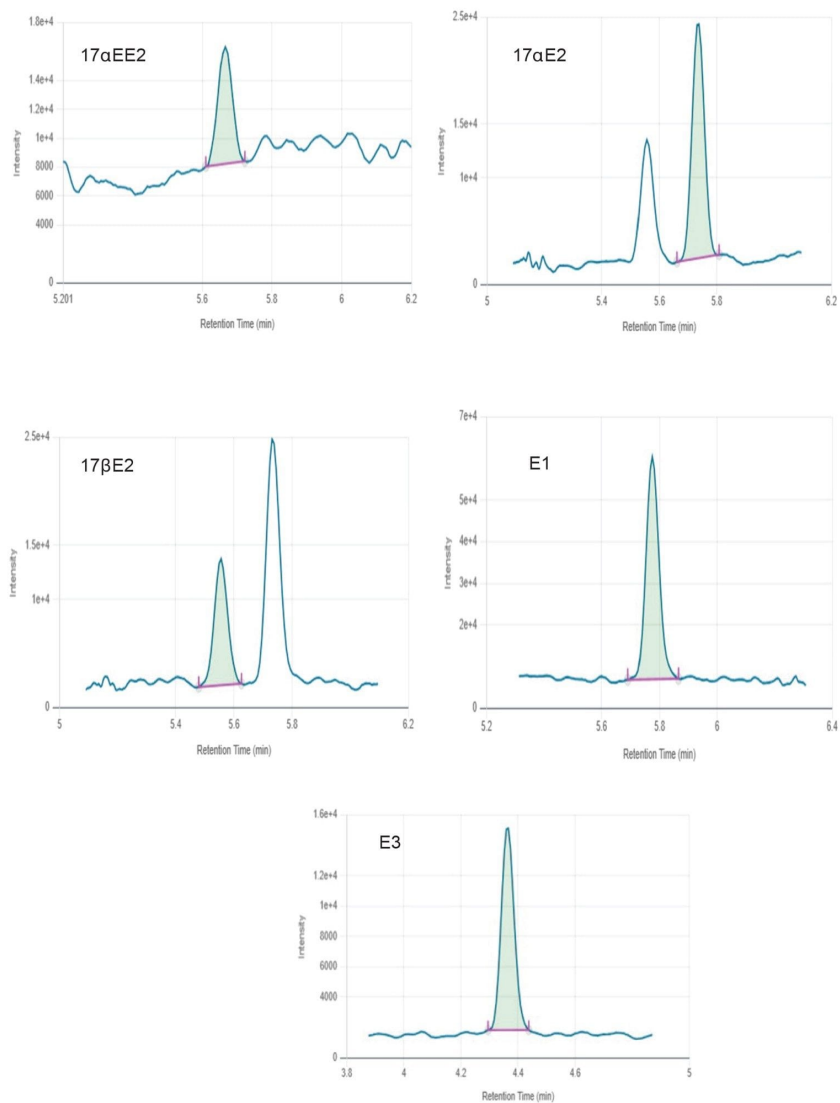 17αEE2
1.8e+4
1.4e+4
1.2e+4
1e+4
8000
6000
4000
0
Intensity
5.201
5.6
5.8
6
6.2
Retention Time (min)
17αE2
2.5e+4
1.5e+4
1e+4
0
Intensity
5
5.4
5.6
5.8
6.2
Retention Time (min)
17βE2
2.5e+4
1.5e+4
1e+4
0
Intensity
5
5.4
5.6
5.8
6.2
Retention Time (min)
E1
7e+4
5e+4
4e+4
3e+4
2e+4
0
Intensity
5.2
5.6
5.8
6
6.4
Retention Time (min)
E3
1.6e+4
1.2e+4
1e+4
8000
6000
4000
0
Intensity
3.8
4
4.2
4.4
4.6
5
Retention Time (min)